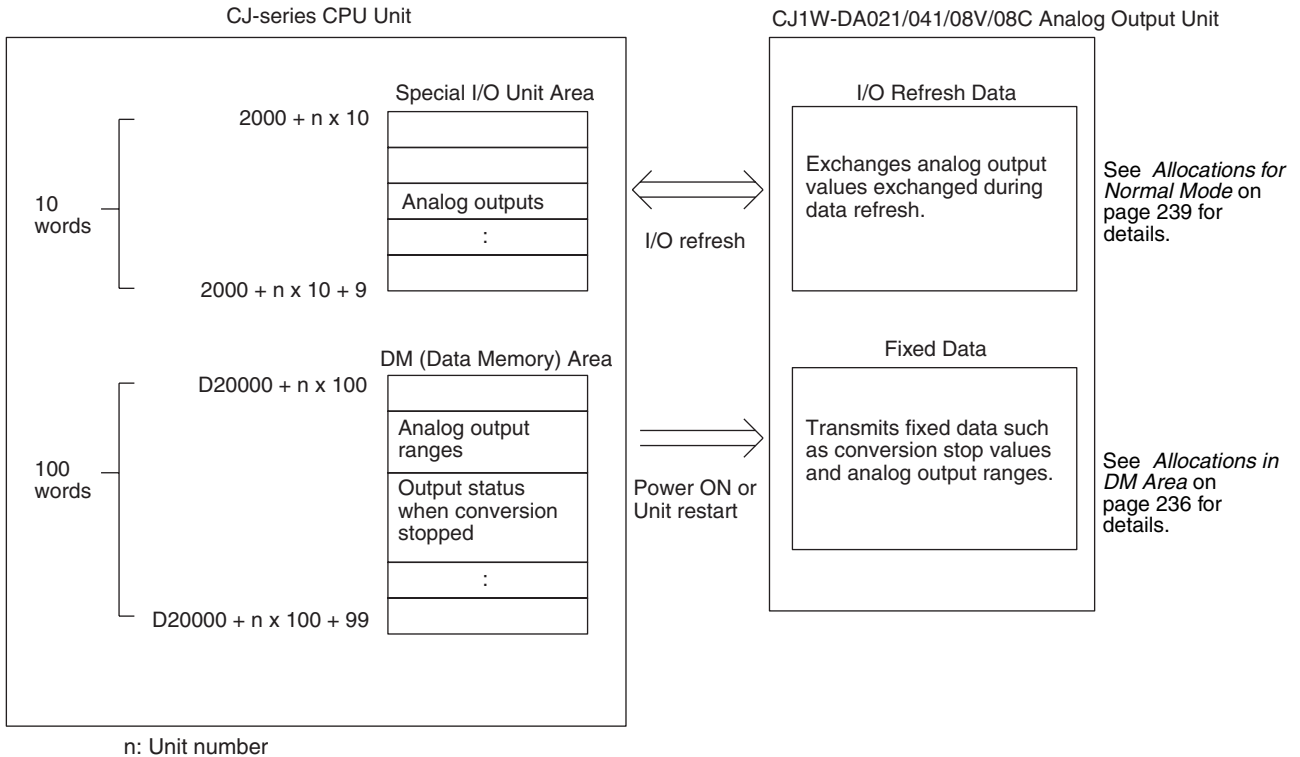 CJ-series CPU Unit
CJ1W-DA021/041/08V/08C Analog Output Unit
Special I/O Unit Area
2000 + n x 10
Analog outputs
:
2000 + n x 10 + 9
10
words
I/O refresh
I/O Refresh Data
Exchanges analog output
values exchanged during
data refresh.
See Allocations for
Normal Mode on
page 239 for
details.
DM (Data Memory) Area
D20000 + n x 100
Analog output
ranges
Output status
when conversion
stopped
:
D20000 + n x 100 + 99
100
words
Power ON or
Unit restart
Fixed Data
Transmits fixed data such
as conversion stop values
and analog output ranges.
See Allocations in
DM Area on
page 236 for
details.
n: Unit number